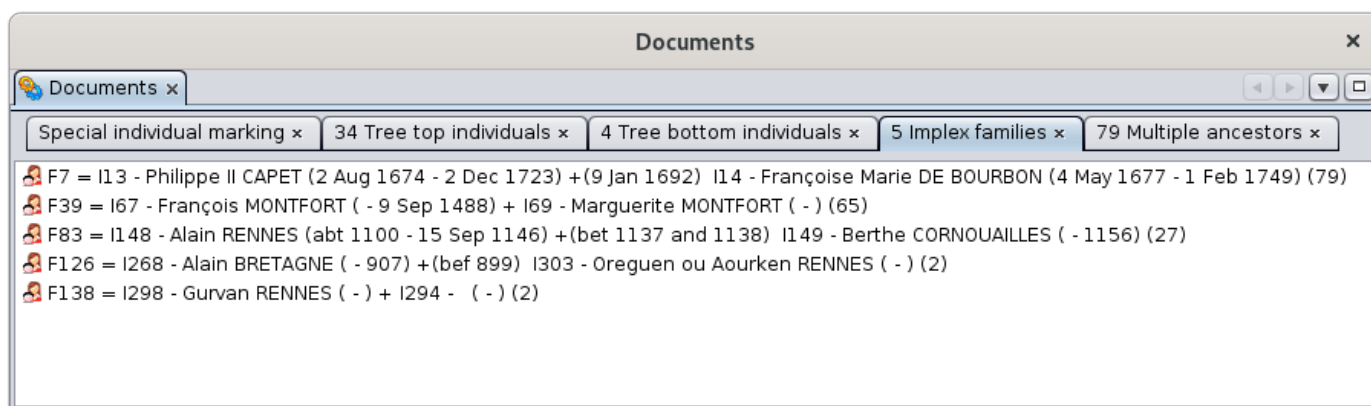 Documents
Documents
Special individual marking 34 Tree top individuals 4 Tree bottom individuals 5 Implex families 79 Multiple ancestors
F7 = I13 - Philippe II CAPET (2 Aug 1674 - 2 Dec 1723) +(9 Jan 1692)  I14 - Françoise Marie DE BOURBON (4 May 1677 - 1 Feb 1749) (79)
F39 = I67 - François MONTFORT ( - 9 Sep 1488) + I69 - Marguerite MONTFORT ( - ) (65)
F83 = I148 - Alain RENNES (abt 1100 - 15 Sep 1146) +(bet 1137 and 1138)  I149 - Berthe CORNOUAILLES ( - 1156) (27)
F126 = I268 - Alain BRETAGNE ( - 907) +(bef 899)  I303 - Oreguen ou Aourken RENNES ( - ) (2)
F138 = I298 - Gurvan RENNES ( - ) + I294 -   ( - ) (2)